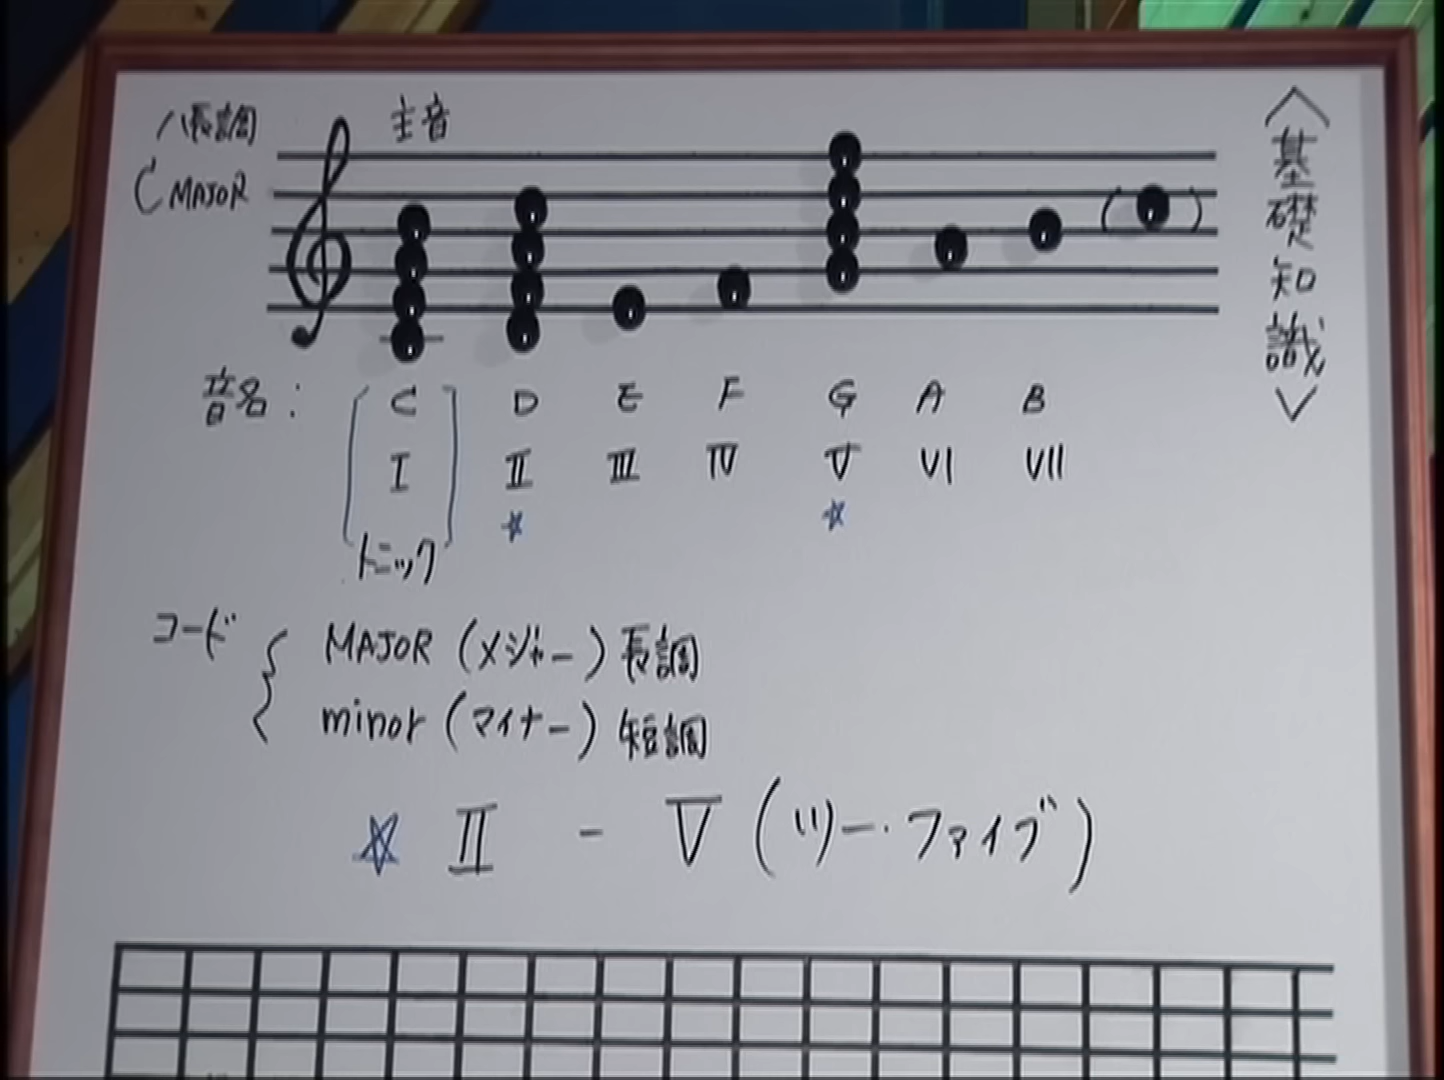 ハ長調 主音
C MAJOR
〈基礎知識〉
音名: C D E F G A B
I II III IV V VI VII
☆ ☆
トニック
コード { MAJOR (メジャー) 長調
minor (マイナー) 短調
☆ II - V (ツー・ファイブ)